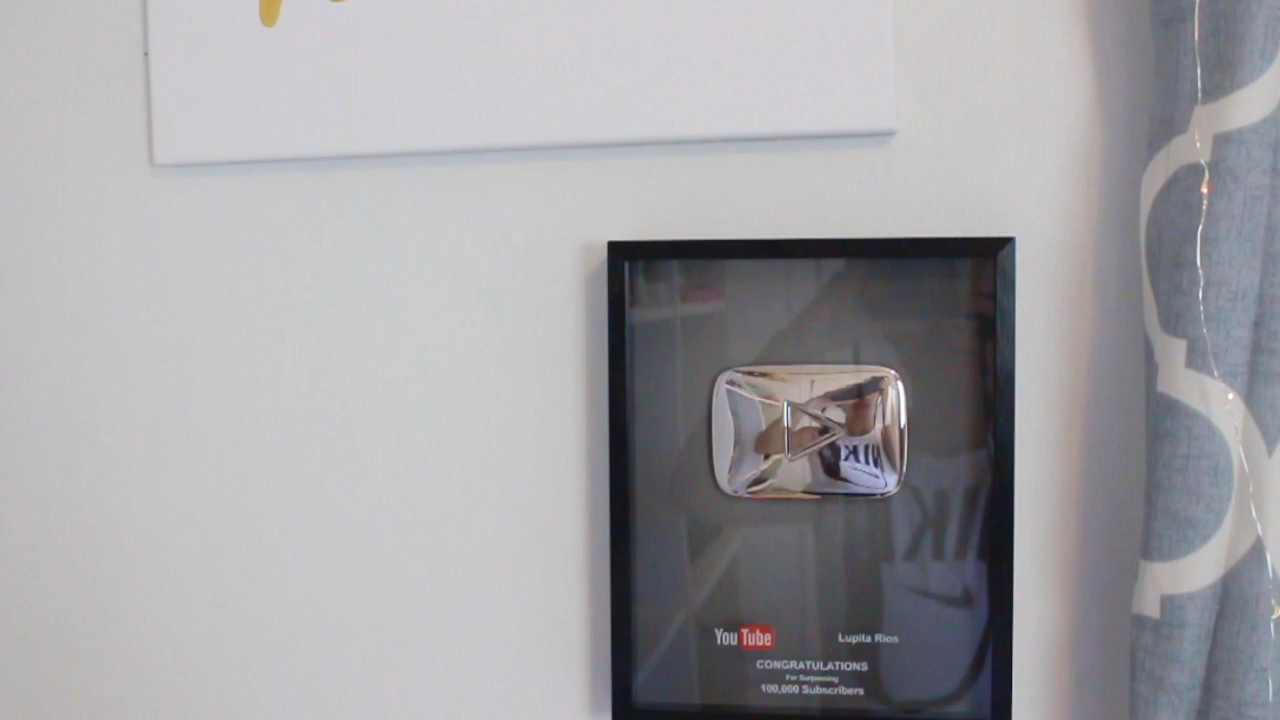 YouTube
Lupita Rios
CONGRATULATIONS
For Surpassing
100,000 Subscribers